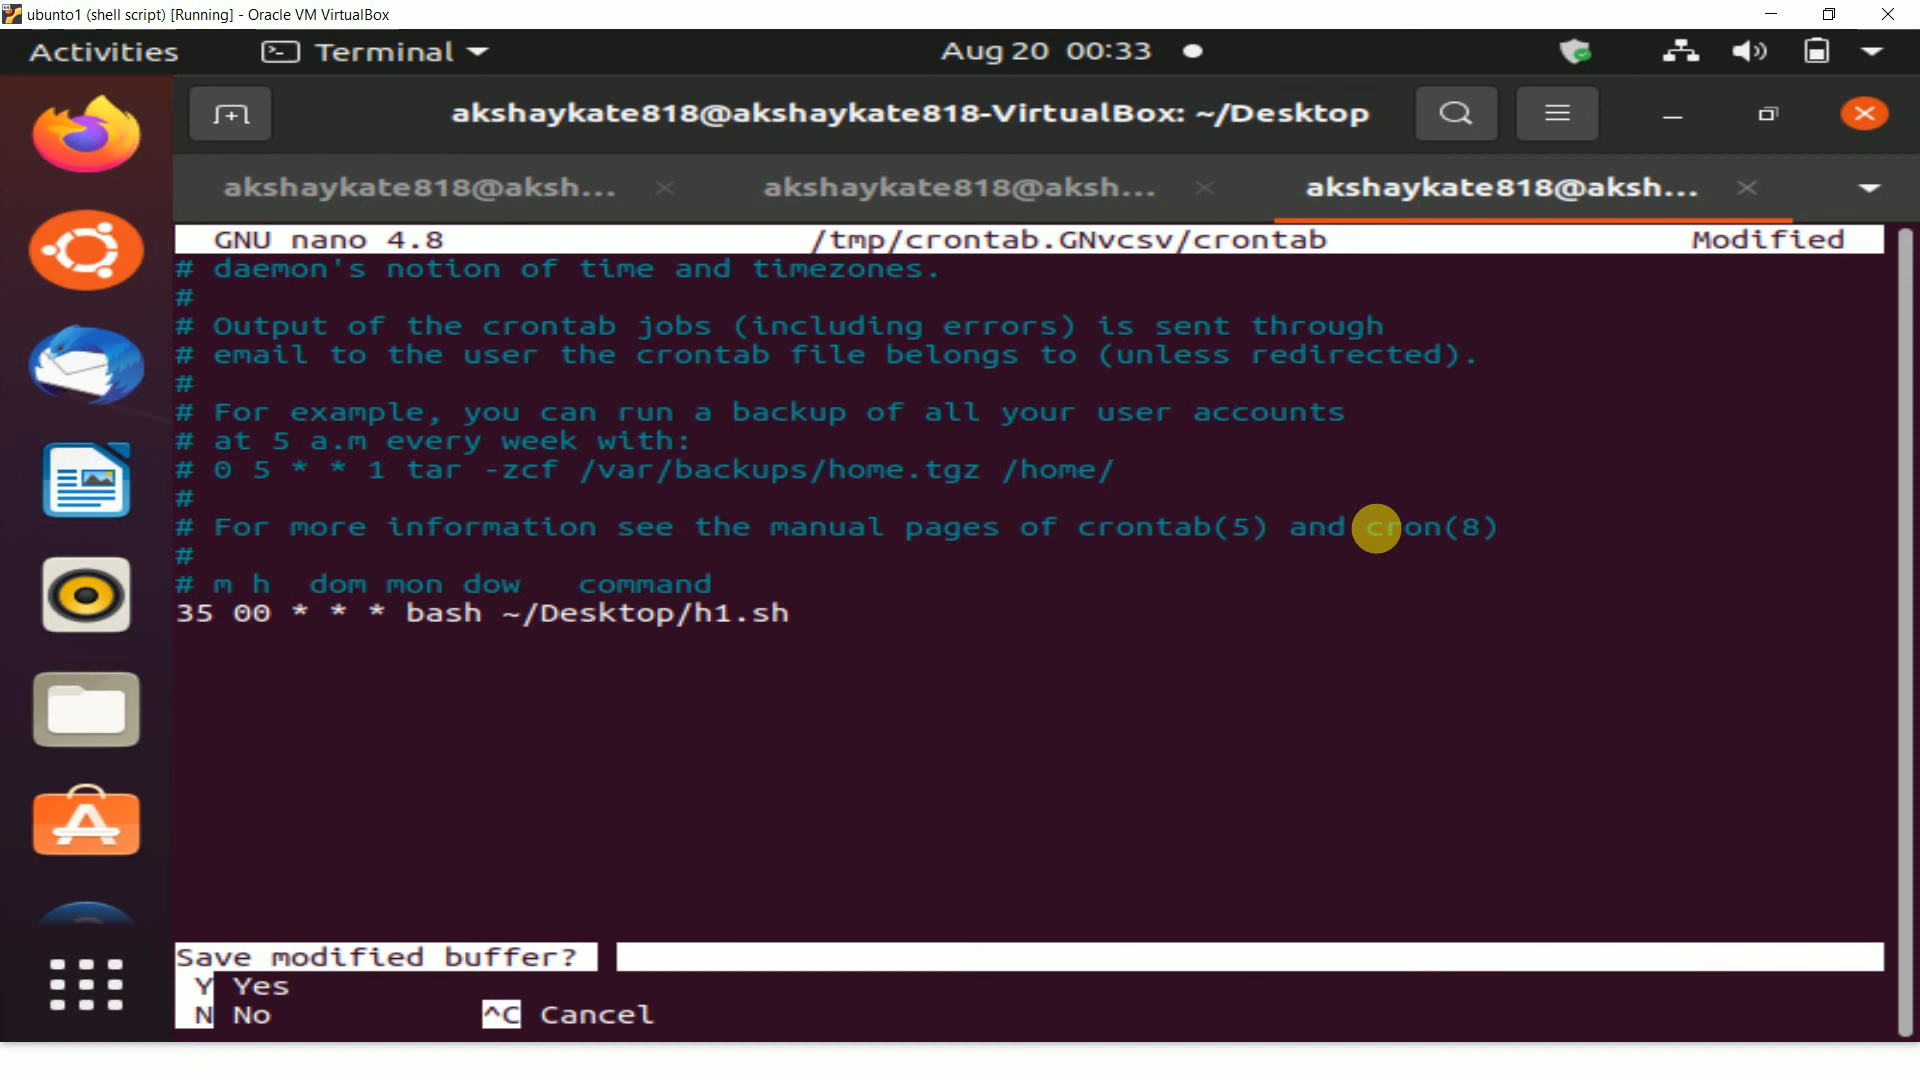 ubunto1 (shell script) [Running] - Oracle VM VirtualBox
Activities Terminal Aug 20 00:33
akshaykate818@akshaykate818-VirtualBox: ~/Desktop
akshaykate818@aksh... akshaykate818@aksh... akshaykate818@aksh...
GNU nano 4.8 /tmp/crontab.GNvcsv/crontab Modified
# daemon's notion of time and timezones.
#
# Output of the crontab jobs (including errors) is sent through
# email to the user the crontab file belongs to (unless redirected).
#
# For example, you can run a backup of all your user accounts
# at 5 a.m every week with:
# 0 5 * * 1 tar -zcf /var/backups/home.tgz /home/
#
# For more information see the manual pages of crontab(5) and cron(8)
#
# m h  dom mon dow   command
35 00 * * * bash ~/Desktop/h1.sh
Save modified buffer?
Y Yes
N No ^C Cancel